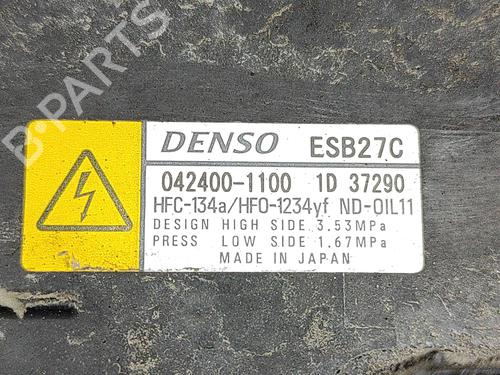 DENSO ESB27C
042400-1100 1D 37290
HFC-134a/HFO-1234yf ND-OIL11
DESIGN HIGH SIDE 3.53MPa
PRESS LOW SIDE 1.67MPa
MADE IN JAPAN
B-PARTS